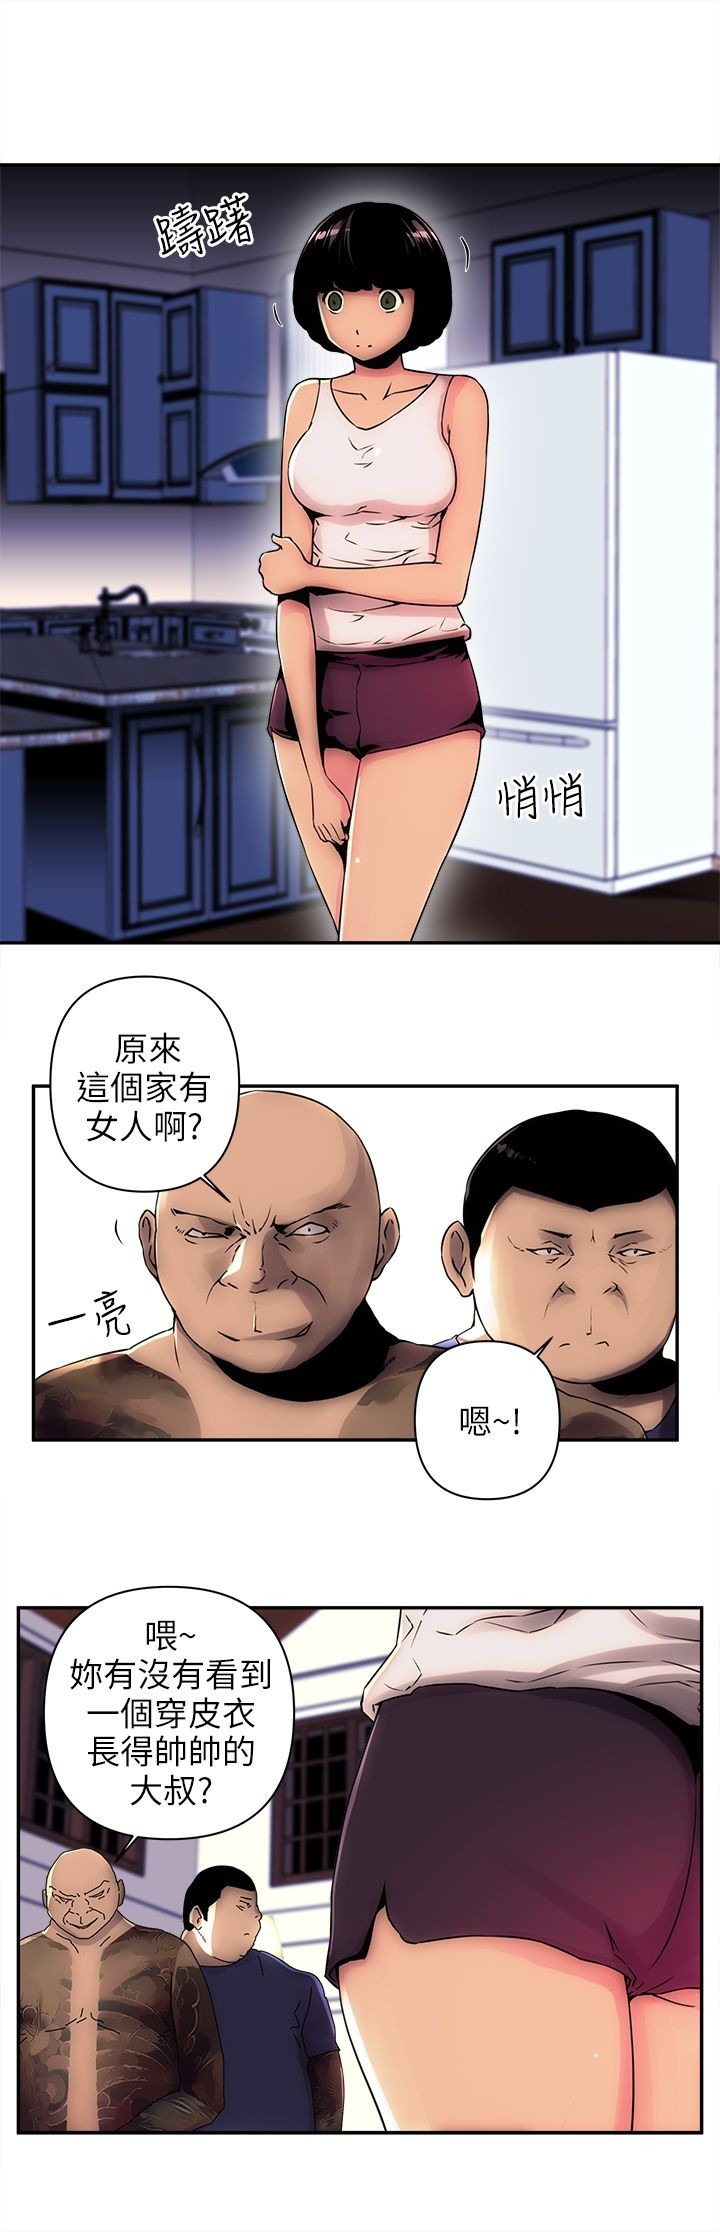 躊躇
悄悄
原來
這個家有
女人啊?
一亮
嗯~!
喂~
妳有沒有看到
一個穿皮衣
長得帥帥的
大叔?